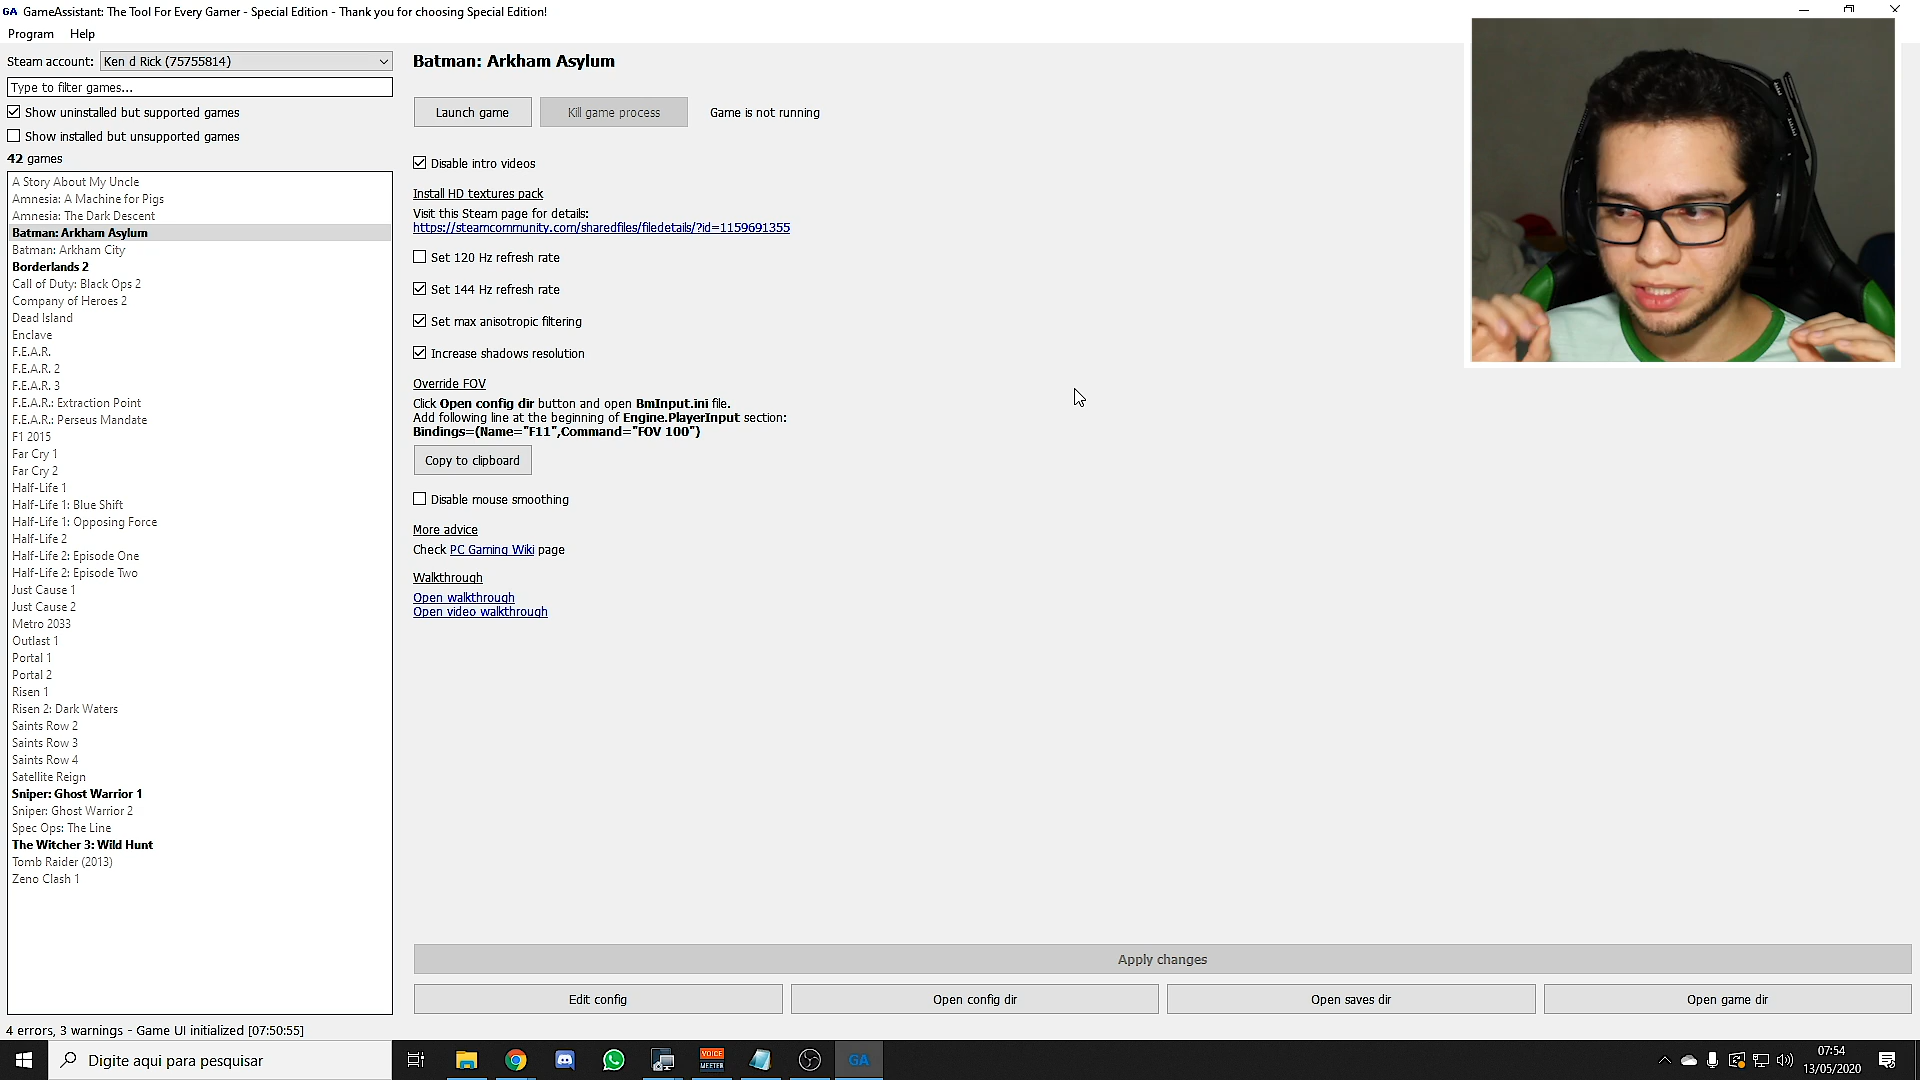 GA GameAssistant: The Tool For Every Gamer - Special Edition - Thank you for choosing Special Edition!
Program Help
Steam account: Ken d Rick (75755814)
Type to filter games...
Show uninstalled but supported games
Show installed but unsupported games
42 games
A Story About My Uncle
Amnesia: A Machine for Pigs
Amnesia: The Dark Descent
Batman: Arkham Asylum
Batman: Arkham City
Borderlands 2
Call of Duty: Black Ops 2
Company of Heroes 2
Dead Island
Enclave
F.E.A.R.
F.E.A.R. 2
F.E.A.R. 3
F.E.A.R.: Extraction Point
F.E.A.R.: Perseus Mandate
F1 2015
Far Cry 1
Far Cry 2
Half-Life 1
Half-Life 1: Blue Shift
Half-Life 1: Opposing Force
Half-Life 2
Half-Life 2: Episode One
Half-Life 2: Episode Two
Just Cause 1
Just Cause 2
Metro 2033
Outlast 1
Portal 1
Portal 2
Risen 1
Risen 2: Dark Waters
Saints Row 2
Saints Row 3
Saints Row 4
Satellite Reign
Sniper: Ghost Warrior 1
Sniper: Ghost Warrior 2
Spec Ops: The Line
The Witcher 3: Wild Hunt
Tomb Raider (2013)
Zeno Clash 1
Batman: Arkham Asylum
Launch game Kill game process Game is not running
Disable intro videos
Install HD textures pack
Visit this Steam page for details:
https://steamcommunity.com/sharedfiles/filedetails/?id=1159691355
Set 120 Hz refresh rate
Set 144 Hz refresh rate
Set max anisotropic filtering
Increase shadows resolution
Override FOV
Click Open config dir button and open BmInput.ini file.
Add following line at the beginning of Engine.PlayerInput section:
Bindings=(Name="F11",Command="FOV 100")
Copy to clipboard
Disable mouse smoothing
More advice
Check PC Gaming Wiki page
Walkthrough
Open walkthrough
Open video walkthrough
Apply changes
Edit config Open config dir Open saves dir Open game dir
4 errors, 3 warnings - Game UI initialized [07:50:55]
Digite aqui para pesquisar
VOICE
MEETER
GA
07:54
13/05/2020